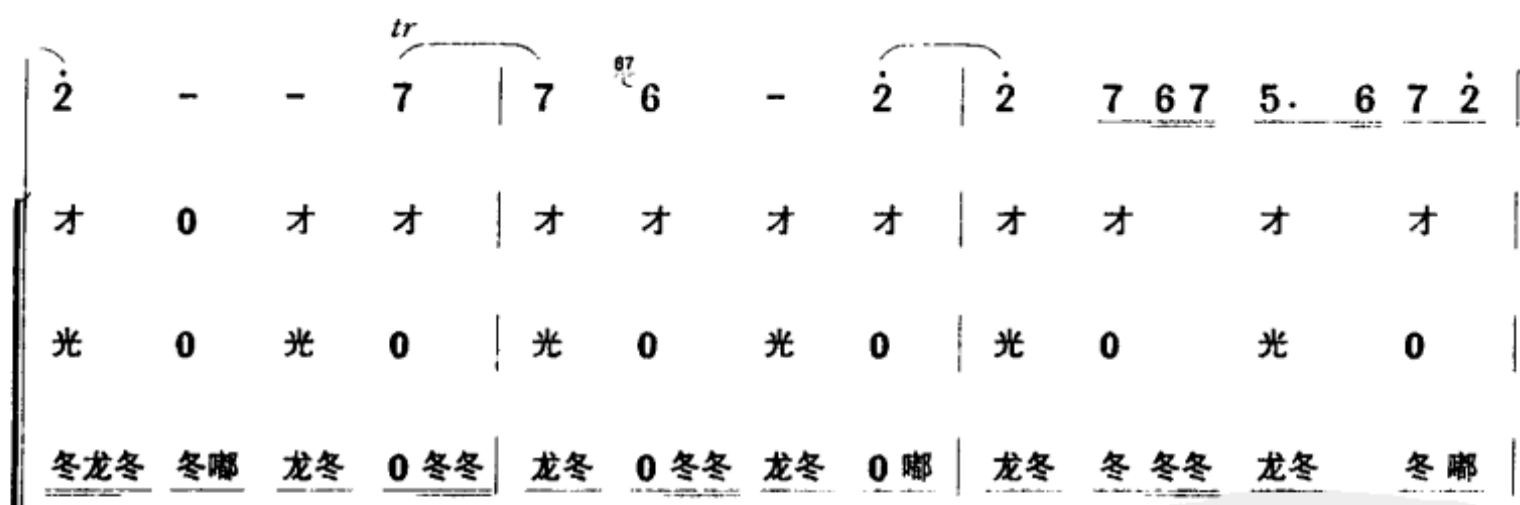 tr
2̇ - - 7 | 7 67 6 - 2̇ | 2̇ 7 6 7 5. 6 7 2̇
才 0 才 才 | 才 才 才 才 | 才 才 才 才 |
光 0 光 0 | 光 0 光 0 | 光 0 光 0 |
冬龙冬 冬嘟 龙冬 0 冬冬 | 龙冬 0 冬冬 龙冬 0 嘟 | 龙冬 冬 冬冬 龙冬 冬 嘟 |